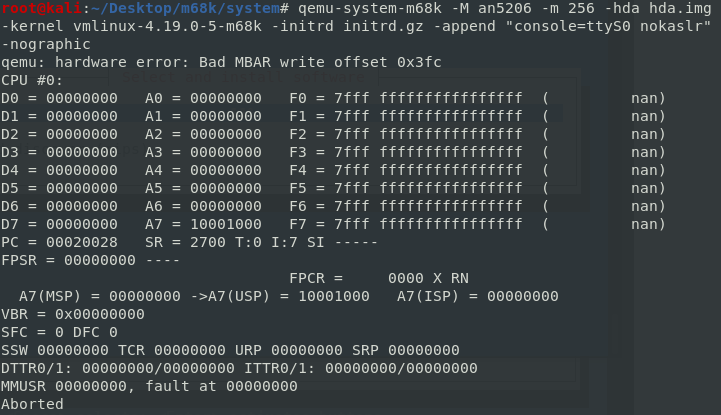 root@kali:~/Desktop/m68k/system# qemu-system-m68k -M an5206 -m 256 -hda hda.img
-kernel vmlinux-4.19.0-5-m68k -initrd initrd.gz -append "console=ttyS0 nokaslr"
-nographic
qemu: hardware error: Bad MBAR write offset 0x3fc
CPU #0:
D0 = 00000000   A0 = 00000000   F0 = 7fff ffffffffffffffff  (         nan)
D1 = 00000000   A1 = 00000000   F1 = 7fff ffffffffffffffff  (         nan)
D2 = 00000000   A2 = 00000000   F2 = 7fff ffffffffffffffff  (         nan)
D3 = 00000000   A3 = 00000000   F3 = 7fff ffffffffffffffff  (         nan)
D4 = 00000000   A4 = 00000000   F4 = 7fff ffffffffffffffff  (         nan)
D5 = 00000000   A5 = 00000000   F5 = 7fff ffffffffffffffff  (         nan)
D6 = 00000000   A6 = 00000000   F6 = 7fff ffffffffffffffff  (         nan)
D7 = 00000000   A7 = 10001000   F7 = 7fff ffffffffffffffff  (         nan)
PC = 00020028   SR = 2700 T:0 I:7 SI -----
FPSR = 00000000 ----
                                FPCR =     0000 X RN
  A7(MSP) = 00000000 ->A7(USP) = 10001000   A7(ISP) = 00000000
VBR = 0x00000000
SFC = 0 DFC 0
SSW 00000000 TCR 00000000 URP 00000000 SRP 00000000
DTTR0/1: 00000000/00000000 ITTR0/1: 00000000/00000000
MMUSR 00000000, fault at 00000000
Aborted